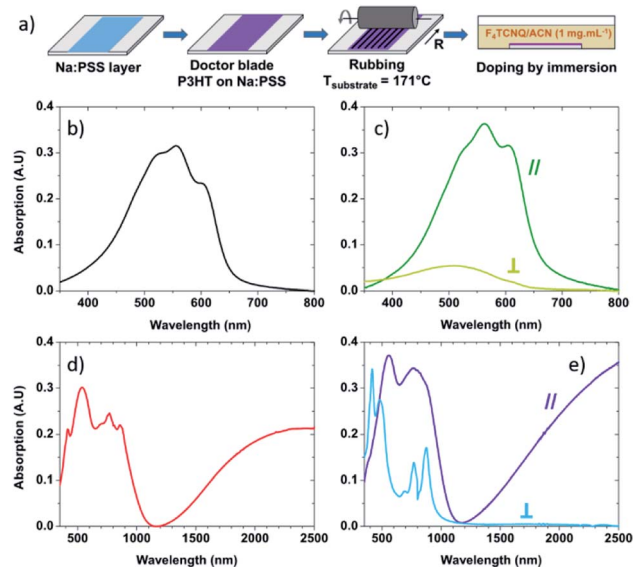 a)
R
F₄TCNQ/ACN (1 mg.mL⁻¹)
Na:PSS layer
Doctor blade
P3HT on Na:PSS
Rubbing
T substrate = 171°C
Doping by immersion
b)
Absorption (A.U)
0.4
0.3
0.2
0.1
0.0
400 500 600 700 800
Wavelength (nm)
c)
//
⊥
Absorption (A.U)
0.4
0.3
0.2
0.1
0.0
400 500 600 700 800
Wavelength (nm)
d)
Absorption (A.U)
0.4
0.3
0.2
0.1
0.0
500 1000 1500 2000 2500
Wavelength (nm)
e)
//
⊥
Absorption (A.U)
0.4
0.3
0.2
0.1
0.0
500 1000 1500 2000 2500
Wavelength (nm)